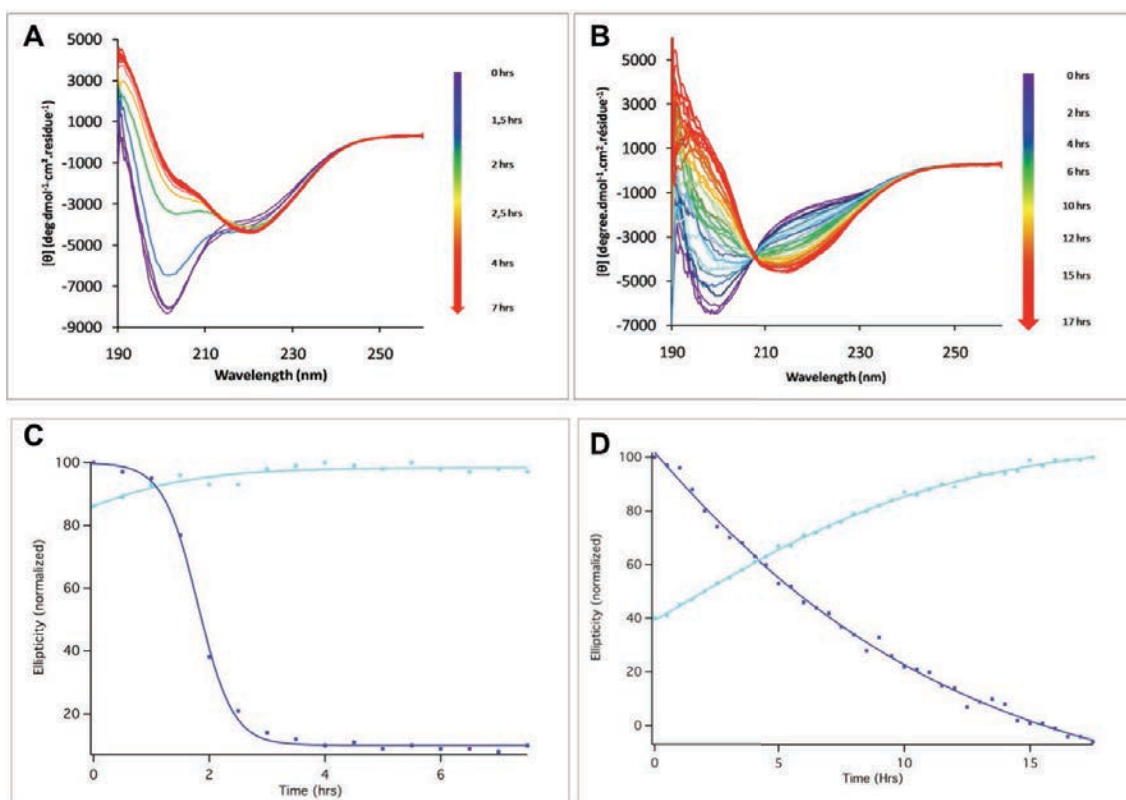 A
5000
3000
1000
-1000
-3000
-5000
-7000
-9000
[θ] (deg·dmol⁻¹·cm²·residue⁻¹)
190 210 230 250
Wavelength (nm)
0 hrs
1,5 hrs
2 hrs
2,5 hrs
4 hrs
7 hrs
B
5000
3000
1000
-1000
-3000
-5000
-7000
[θ] (degree.dmol⁻¹.cm².résidue⁻¹)
190 210 230 250
Wavelength (nm)
0 hrs
2 hrs
4 hrs
6 hrs
10 hrs
12 hrs
15 hrs
17 hrs
C
100
80
60
40
20
Ellipticity (normalized)
0 2 4 6
Time (hrs)
D
100
80
60
40
20
0
Ellipticity (normalized)
0 5 10 15
Time (Hrs)